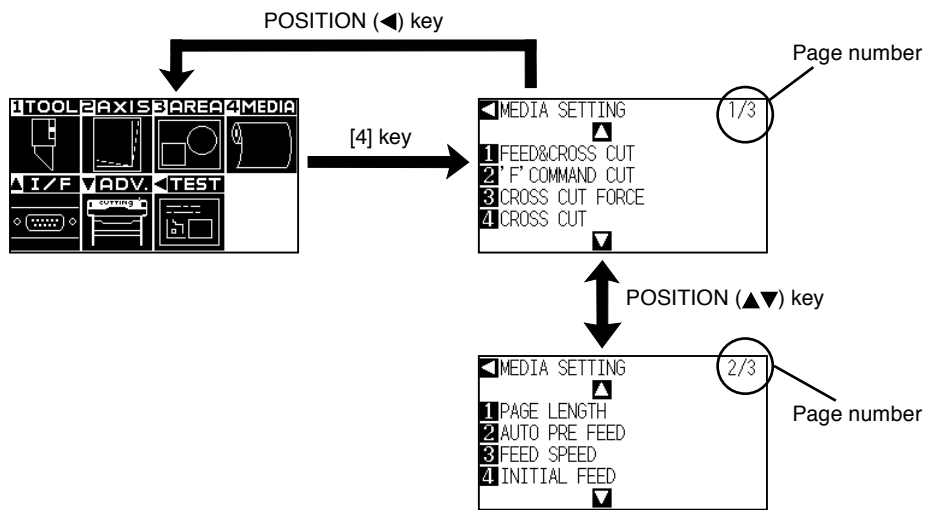 POSITION (◀) key
Page number
1TOOL 2AXIS 3AREA 4MEDIA
▲I/F ▼ADV. ◀TEST
CUTTING
[4] key
◀MEDIA SETTING 1/3
▲
1 FEED&CROSS CUT
2 'F'COMMAND CUT
3 CROSS CUT FORCE
4 CROSS CUT
▼
POSITION (▲▼) key
◀MEDIA SETTING 2/3
▲
1 PAGE LENGTH
2 AUTO PRE FEED
3 FEED SPEED
4 INITIAL FEED
▼
Page number